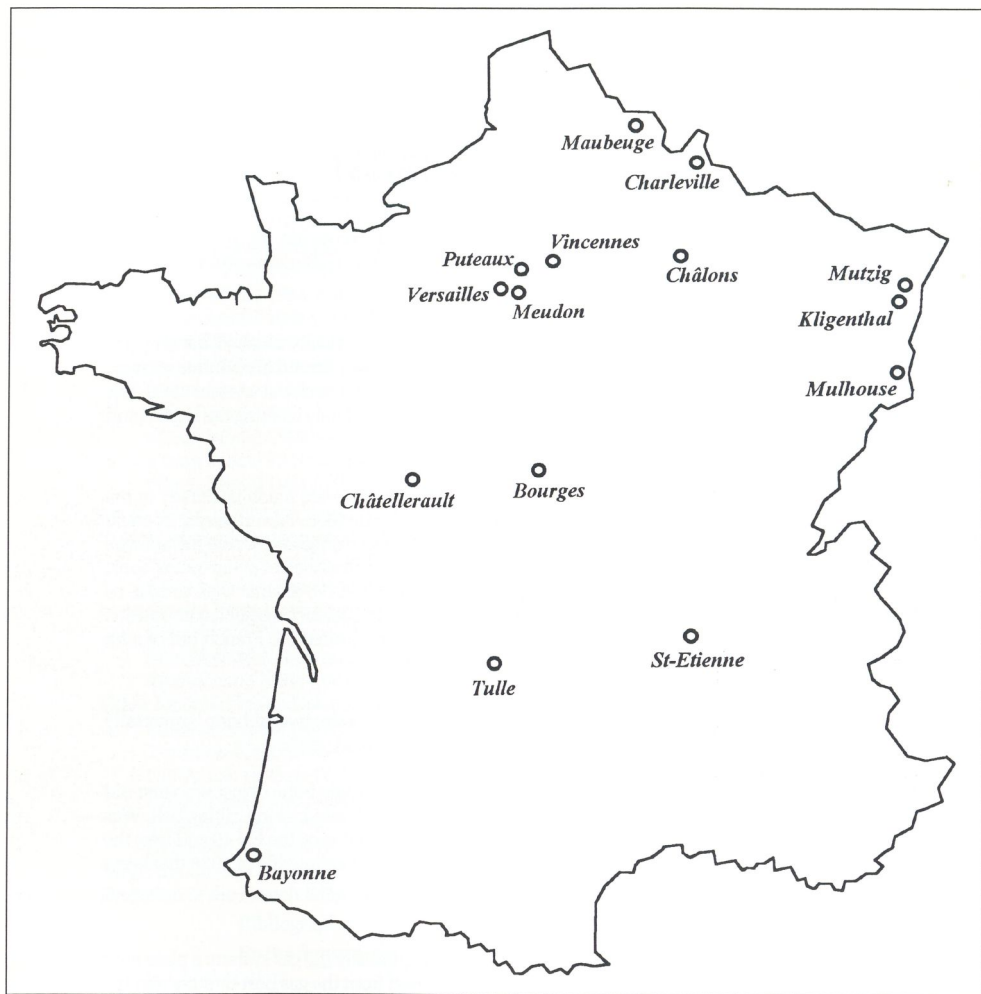 Maubeuge
Charleville
Vincennes
Puteaux
Châlons
Versailles
Meudon
Mutzig
Kligenthal
Mulhouse
Châtellerault
Bourges
St-Etienne
Tulle
Bayonne